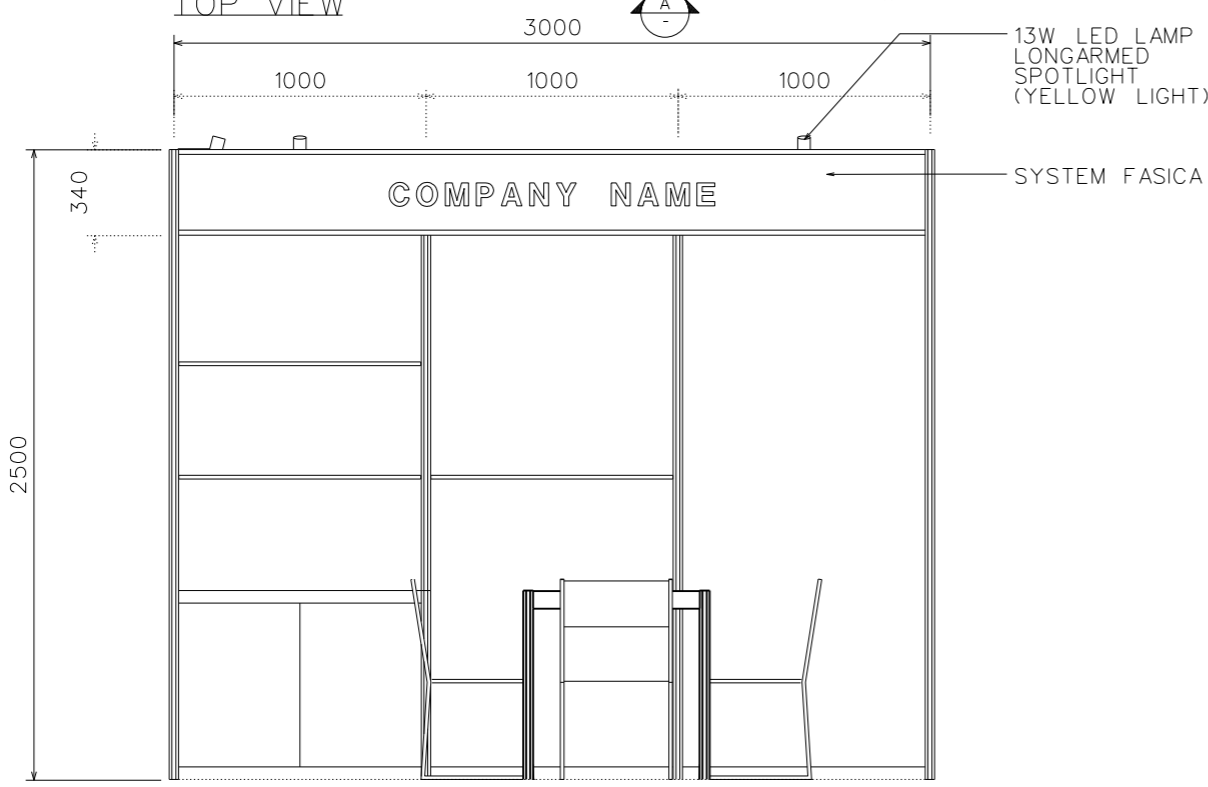 TOP VIEW
A
-
3000
13W LED LAMP
LONGARMED
SPOTLIGHT
(YELLOW LIGHT)
1000
1000
1000
340
SYSTEM FASICA
COMPANY NAME
2500